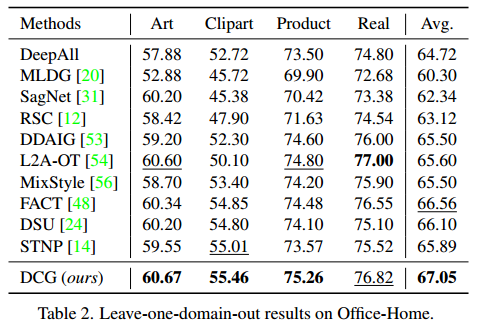 Methods Art Clipart Product Real Avg.
DeepAll 57.88 52.72 73.50 74.80 64.72
MLDG [20] 52.88 45.72 69.90 72.68 60.30
SagNet [31] 60.20 45.38 70.42 73.38 62.34
RSC [12] 58.42 47.90 71.63 74.54 63.12
DDAIG [53] 59.20 52.30 74.60 76.00 65.50
L2A-OT [54] 60.60 50.10 74.80 77.00 65.60
MixStyle [56] 58.70 53.40 74.20 75.90 65.50
FACT [48] 60.34 54.85 74.48 76.55 66.56
DSU [24] 60.20 54.80 74.10 75.10 66.10
STNP [14] 59.55 55.01 73.57 75.52 65.89
DCG (ours) 60.67 55.46 75.26 76.82 67.05
Table 2. Leave-one-domain-out results on Office-Home.